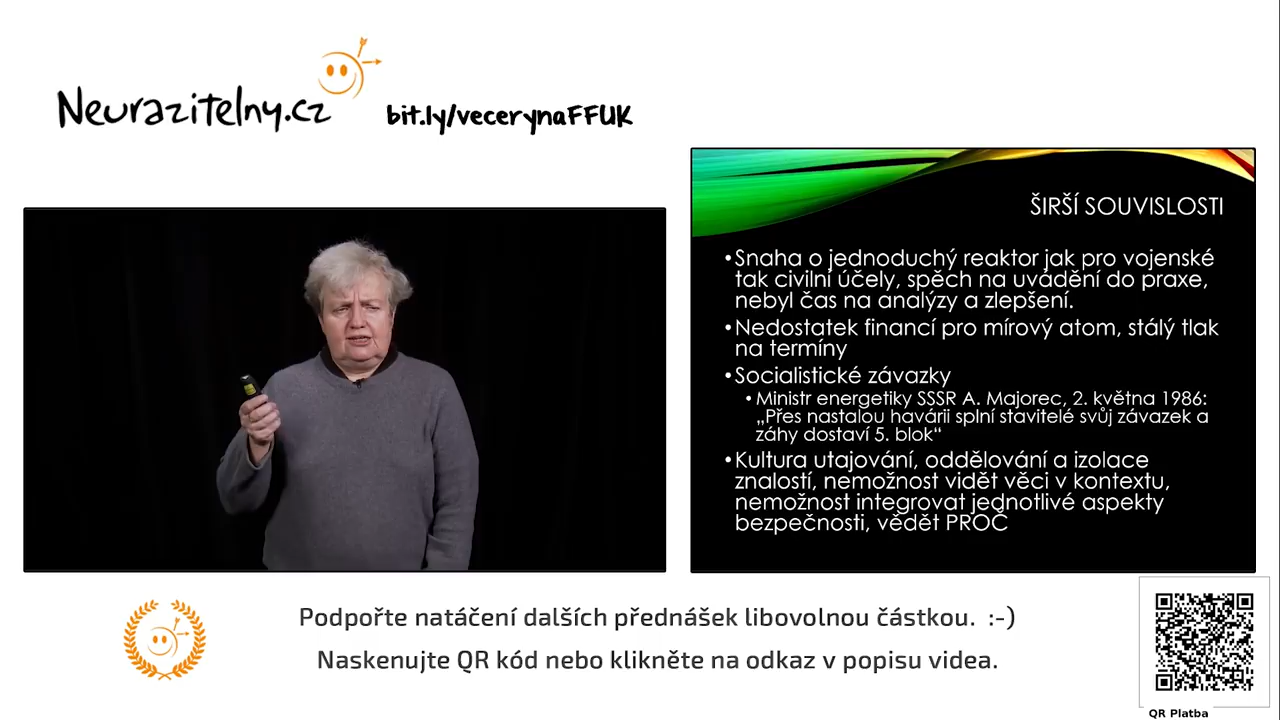 Neurazitelny.cz
bit.ly/vecerynaFFUK
ŠIRŠÍ SOUVISLOSTI
•Snaha o jednoduchý reaktor jak pro vojenské
tak civilní účely, spěch na uvádění do praxe,
nebyl čas na analýzy a zlepšení.
•Nedostatek financí pro mírový atom, stálý tlak
na termíny
•Socialistické závazky
•Ministr energetiky SSSR A. Majorec, 2. května 1986:
„Přes nastalou havárii splní stavitelé svůj závazek a
záhy dostaví 5. blok“
•Kultura utajování, oddělování a izolace
znalostí, nemožnost vidět věci v kontextu,
nemožnost integrovat jednotlivé aspekty
bezpečnosti, vědět PROČ
Podpořte natáčení dalších přednášek libovolnou částkou. :-)
Naskenujte QR kód nebo klikněte na odkaz v popisu videa.
QR Platba